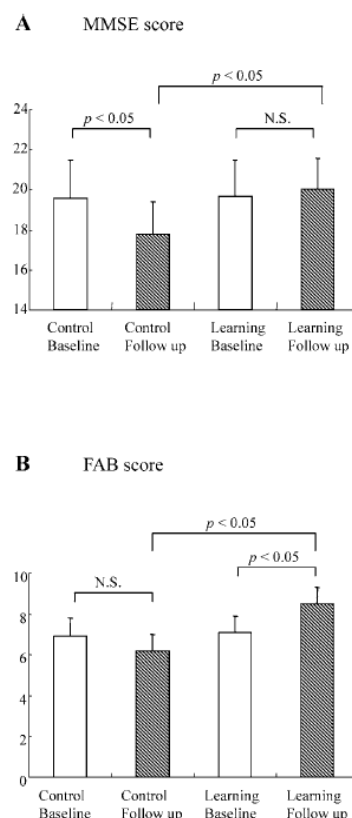 A MMSE score
p < 0.05
p < 0.05
N.S.
24
22
20
18
16
14
Control Baseline
Control Follow up
Learning Baseline
Learning Follow up
B FAB score
p < 0.05
p < 0.05
N.S.
10
8
6
4
2
0
Control Baseline
Control Follow up
Learning Baseline
Learning Follow up